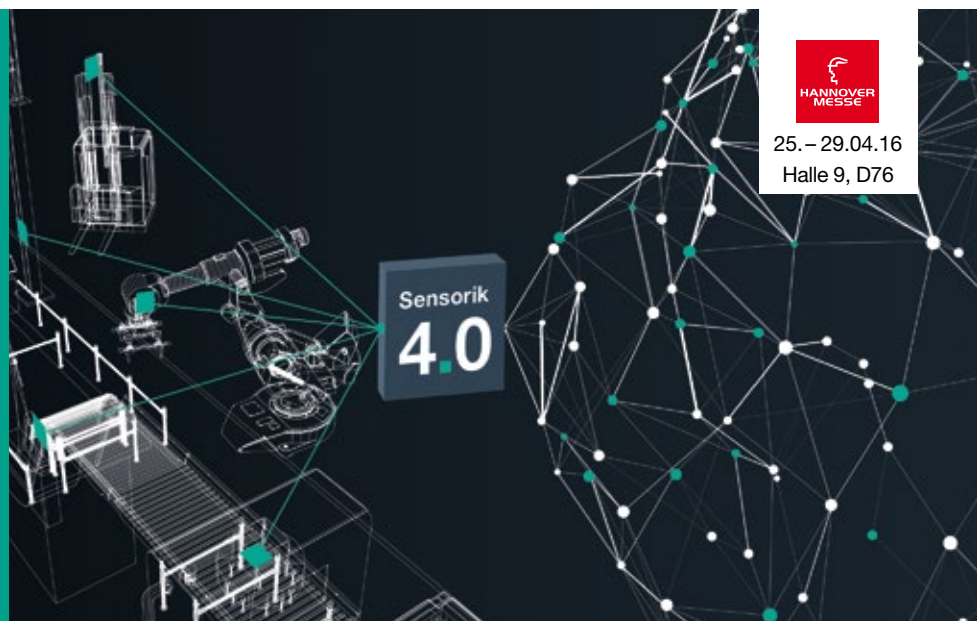 HANNOVER
MESSE
25. – 29.04.16
Halle 9, D76
Sensorik
4.0